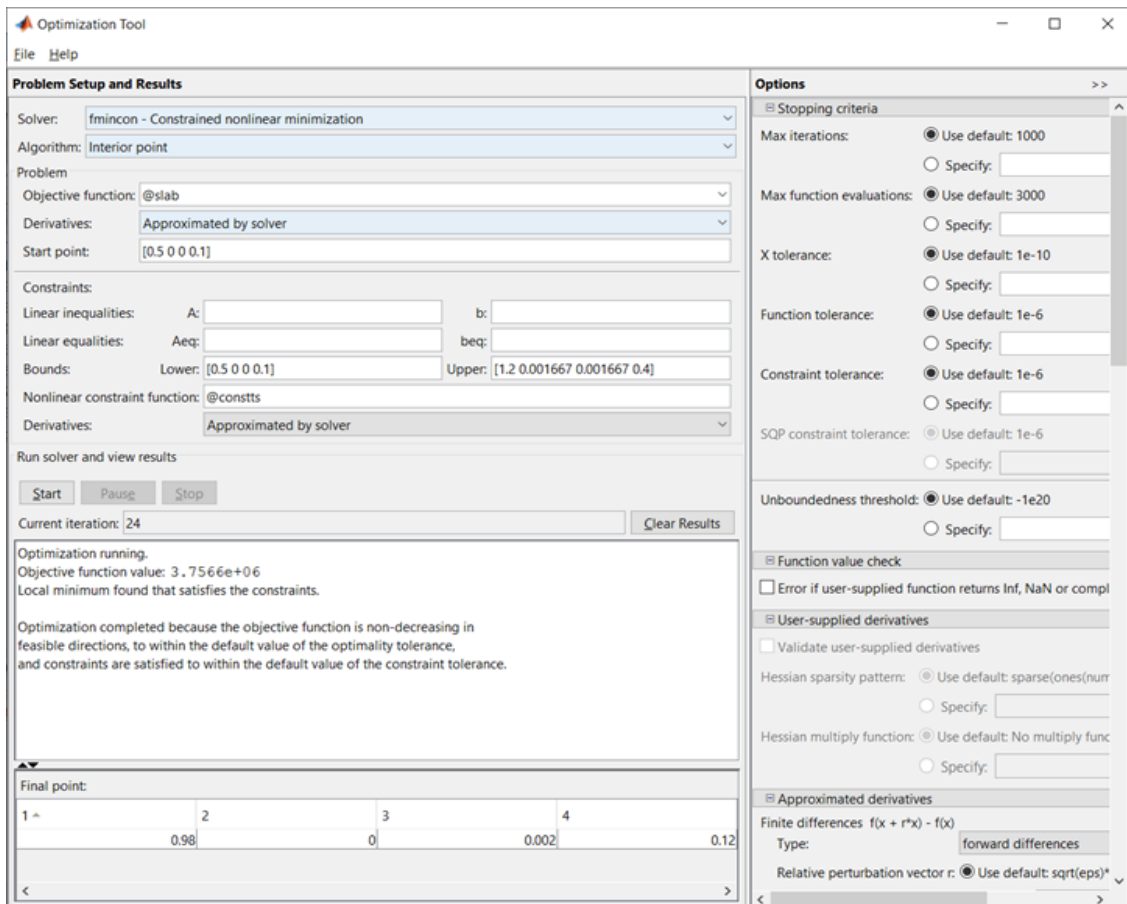 Optimization Tool
File Help
Problem Setup and Results
Solver: fmincon - Constrained nonlinear minimization
Algorithm: Interior point
Problem
Objective function: @slab
Derivatives: Approximated by solver
Start point: [0.5 0 0 0.1]
Constraints:
Linear inequalities: A: b:
Linear equalities: Aeq: beq:
Bounds: Lower: [0.5 0 0 0.1] Upper: [1.2 0.001667 0.001667 0.4]
Nonlinear constraint function: @constts
Derivatives: Approximated by solver
Run solver and view results
Start Pause Stop
Current iteration: 24 Clear Results
Optimization running.
Objective function value: 3.7566e+06
Local minimum found that satisfies the constraints.
Optimization completed because the objective function is non-decreasing in
feasible directions, to within the default value of the optimality tolerance,
and constraints are satisfied to within the default value of the constraint tolerance.
Final point:
1 2 3 4
0.98 0 0.002 0.12
Options >>
Stopping criteria
Max iterations: Use default: 1000
Specify:
Max function evaluations: Use default: 3000
Specify:
X tolerance: Use default: 1e-10
Specify:
Function tolerance: Use default: 1e-6
Specify:
Constraint tolerance: Use default: 1e-6
Specify:
SQP constraint tolerance: Use default: 1e-6
Specify:
Unboundedness threshold: Use default: -1e20
Specify:
Function value check
Error if user-supplied function returns Inf, NaN or compl
User-supplied derivatives
Validate user-supplied derivatives
Hessian sparsity pattern: Use default: sparse(ones(num
Specify:
Hessian multiply function: Use default: No multiply func
Specify:
Approximated derivatives
Finite differences f(x + r*x) - f(x)
Type: forward differences
Relative perturbation vector r: Use default: sqrt(eps)*